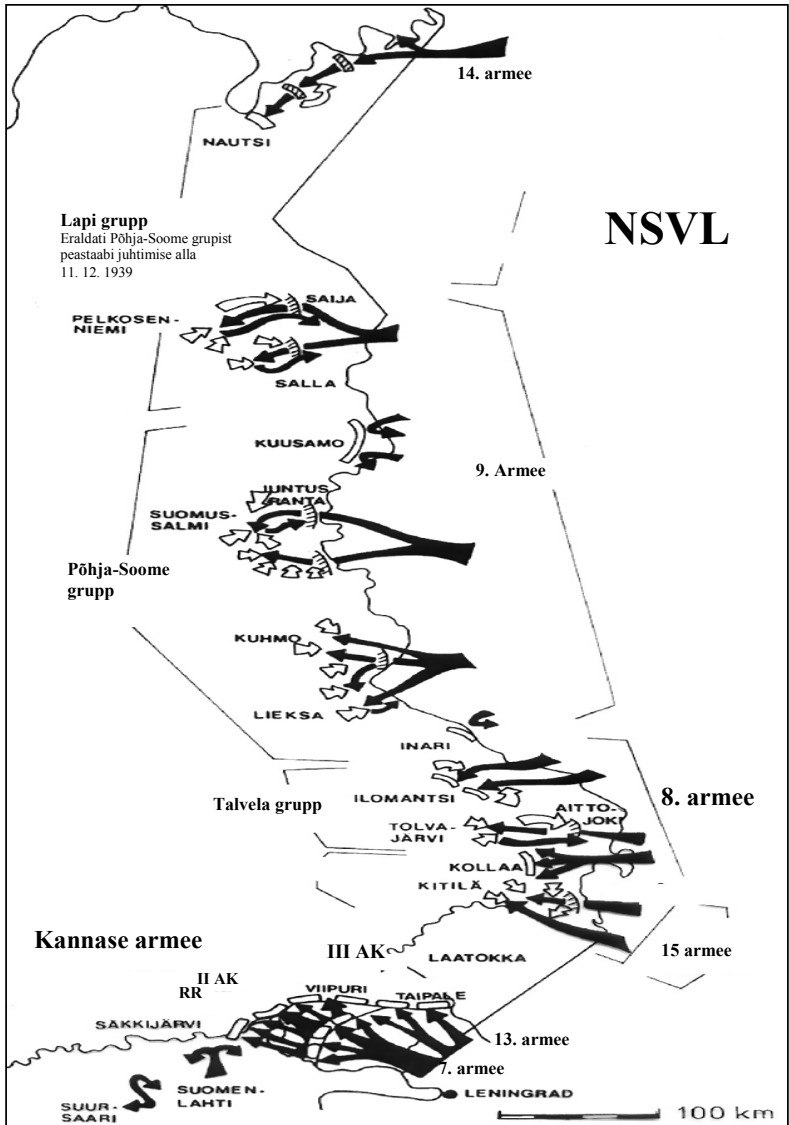 14. armee
NAUTSI
Lapi grupp
Eraldati Põhja-Soome grupist
peastaabi juhtimise alla
11. 12. 1939
NSVL
SAIJA
PELKOSEN-
NIEMI
SALLA
KUUSAMO
9. Armee
JUNTUS
RANTA
SUOMUS-
SALMI
Põhja-Soome
grupp
KUHMO
LIEKSA
INARI
ILOMANTSI
8. armee
Talvela grupp
AITTO-
JOKI
TOLVA-
JÄRVI
KOLLAA
KITILÄ
Kannase armee
III AK
LAATOKKA
15 armee
II AK
RR
VIIPURI
TAIPALE
SÄKKIJÄRVI
13. armee
7. armee
SUOMEN-
LAHTI
LENINGRAD
SUUR-
SAARI
100 km